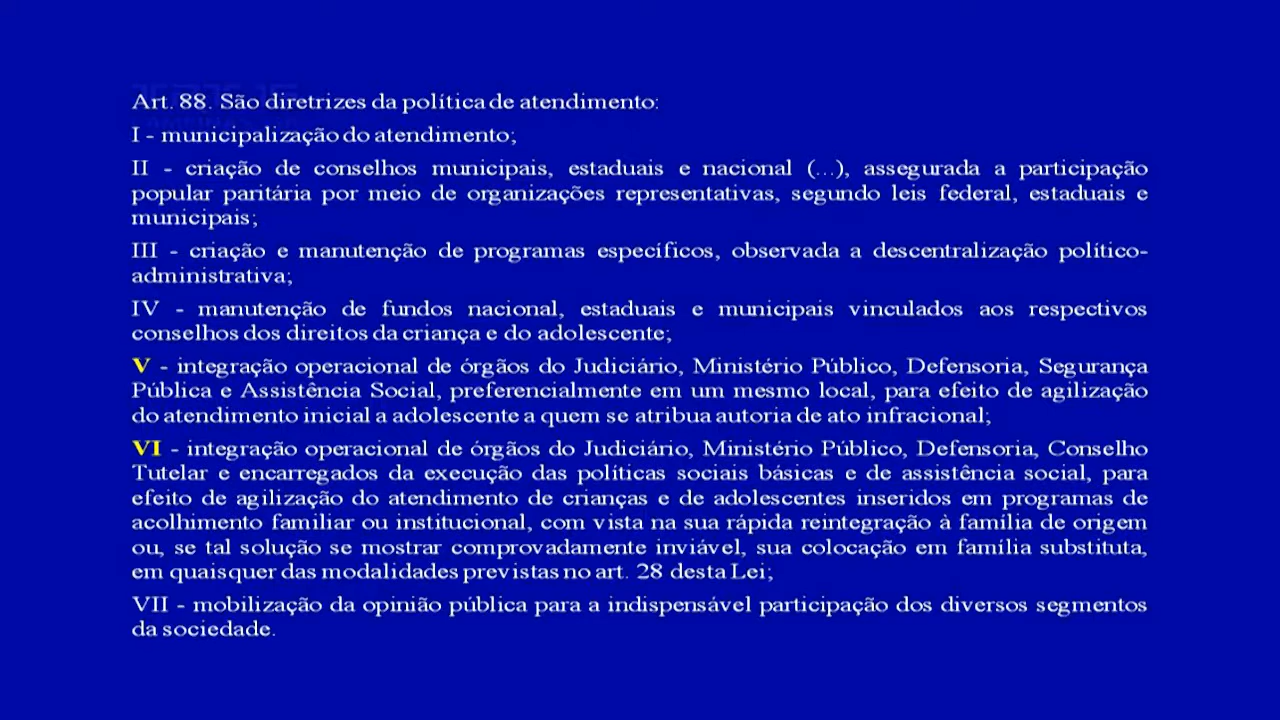 Art. 88. São diretrizes da política de atendimento:
I - municipalização do atendimento;
II - criação de conselhos municipais, estaduais e nacional (...), assegurada a participação
popular paritária por meio de organizações representativas, segundo leis federal, estaduais e
municipais;
III - criação e manutenção de programas específicos, observada a descentralização político-
administrativa;
IV - manutenção de fundos nacional, estaduais e municipais vinculados aos respectivos
conselhos dos direitos da criança e do adolescente;
V - integração operacional de órgãos do Judiciário, Ministério Público, Defensoria, Segurança
Pública e Assistência Social, preferencialmente em um mesmo local, para efeito de agilização
do atendimento inicial a adolescente a quem se atribua autoria de ato infracional;
VI - integração operacional de órgãos do Judiciário, Ministério Público, Defensoria, Conselho
Tutelar e encarregados da execução das políticas sociais básicas e de assistência social, para
efeito de agilização do atendimento de crianças e de adolescentes inseridos em programas de
acolhimento familiar ou institucional, com vista na sua rápida reintegração à família de origem
ou, se tal solução se mostrar comprovadamente inviável, sua colocação em família substituta,
em quaisquer das modalidades previstas no art. 28 desta Lei;
VII - mobilização da opinião pública para a indispensável participação dos diversos segmentos
da sociedade.